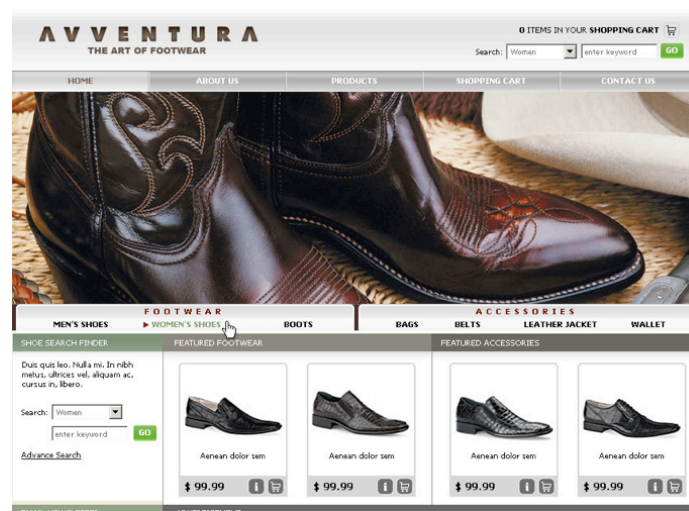 AVVENTURA
THE ART OF FOOTWEAR
0 ITEMS IN YOUR SHOPPING CART
Search: Women enter keyword GO
HOME ABOUT US PRODUCTS SHOPPING CART CONTACT US
FOOTWEAR ACCESSORIES
MEN'S SHOES WOMEN'S SHOES BOOTS BAGS BELTS LEATHER JACKET WALLET
SHOE SEARCH FINDER FEATURED FOOTWEAR FEATURED ACCESSORIES
Duis quis leo. Nulla mi. In nibh
metus, ultrices vel, aliquam ac,
cursus in, libero.
Search: Women
enter keyword GO
Advance Search
Aenean dolor sem Aenean dolor sem Aenean dolor sem Aenean dolor sem
$ 99.99 i $ 99.99 i $ 99.99 i $ 99.99 i